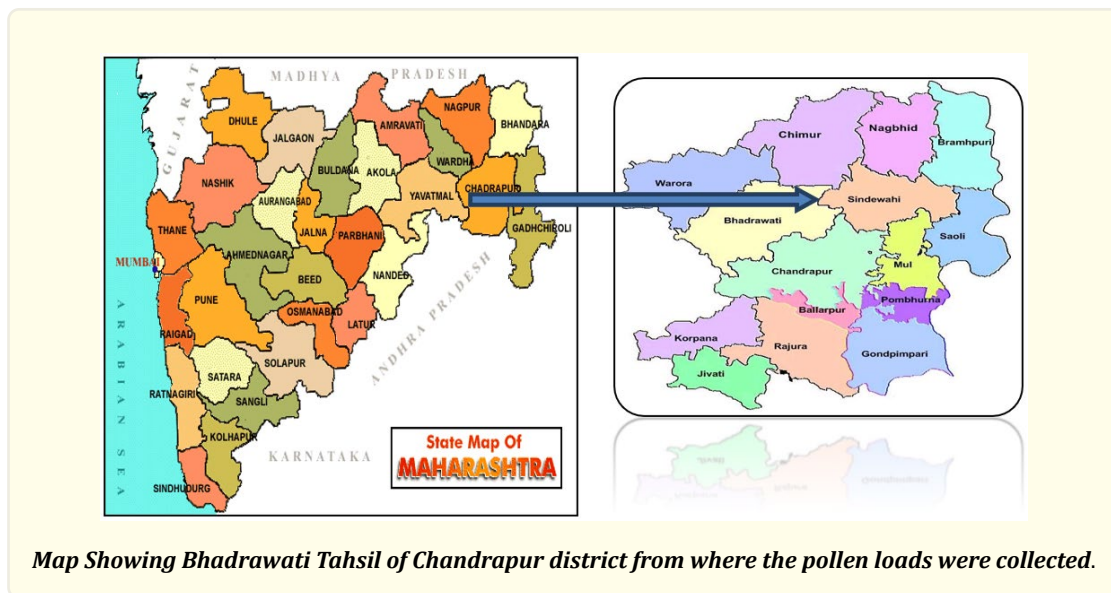 MADHYA PRADESH
GUJARAT
DHULE
JALGAON
AMRAVATI
NAGPUR
BHANDARA
NASHIK
BULDANA
AKOLA
WARDHA
YAVATMAL
CHADRAPUR
AURANGABAD
JALNA
PARBHANI
GADHCHIROLI
THANE
AHMEDNAGAR
MUMBAI
BEED
NANDED
PUNE
OSMANABAD
LATUR
RAIGAD
ANDHRA PRADESH
SOLAPUR
SATARA
RATNAGIRI
SANGLI
KOLHAPUR
KARNATAKA
SINDHUDURG
ARABIAN SEA
State Map Of
MAHARASHTRA
Chimur
Nagbhid
Bramhpuri
Warora
Sindewahi
Bhadrawati
Saoli
Chandrapur
Mul
Pombhurna
Ballarpur
Korpana
Rajura
Gondpimpari
Jivati
Map Showing Bhadrawati Tahsil of Chandrapur district from where the pollen loads were collected.